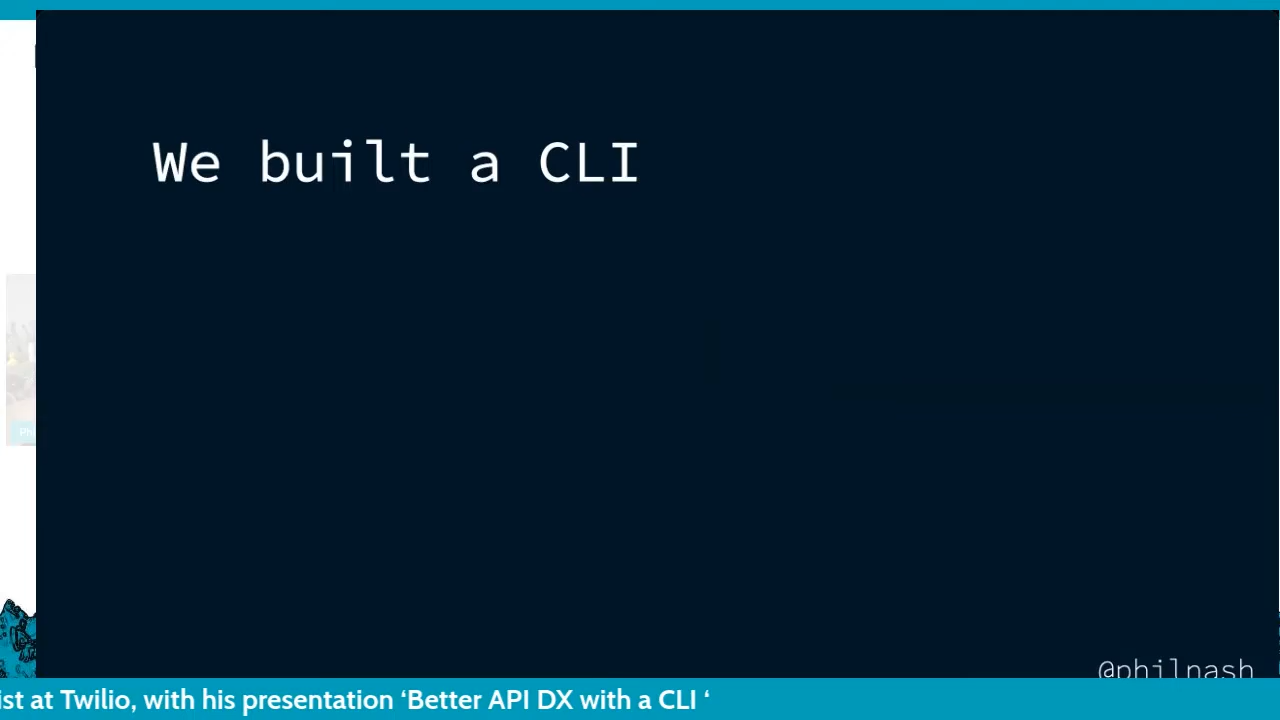 We built a CLI
@philnash
ist at Twilio, with his presentation ‘Better API DX with a CLI ‘